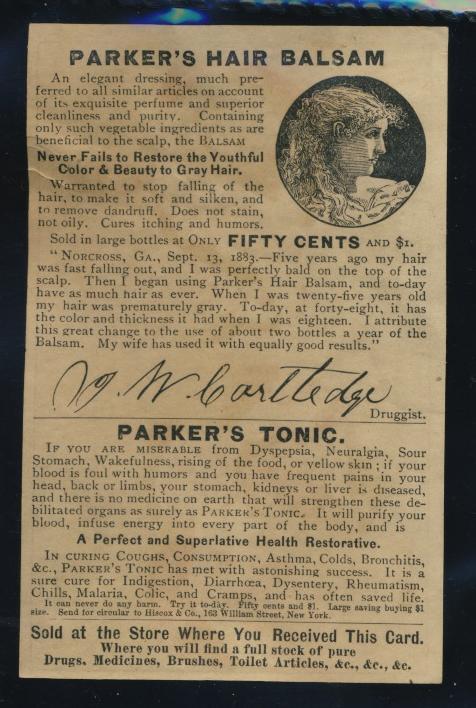 PARKER'S HAIR BALSAM
An elegant dressing, much pre-
ferred to all similar articles on account
of its exquisite perfume and superior
cleanliness and purity. Containing
only such vegetable ingredients as are
beneficial to the scalp, the BALSAM
Never Fails to Restore the Youthful
Color & Beauty to Gray Hair.
Warranted to stop falling of the
hair, to make it soft and silken, and
to remove dandruff. Does not stain,
not oily. Cures itching and humors.
Sold in large bottles at ONLY FIFTY CENTS AND $1.
"NORCROSS, GA., Sept. 13, 1883.—Five years ago my hair
was fast falling out, and I was perfectly bald on the top of the
scalp. Then I began using Parker's Hair Balsam, and to-day
have as much hair as ever. When I was twenty-five years old
my hair was prematurely gray. To-day, at forty-eight, it has
the color and thickness it had when I was eighteen. I attribute
this great change to the use of about two bottles a year of the
Balsam. My wife has used it with equally good results."
W Cartledge
Druggist.
PARKER'S TONIC.
IF YOU ARE MISERABLE from Dyspepsia, Neuralgia, Sour
Stomach, Wakefulness, rising of the food, or yellow skin; if your
blood is foul with humors and you have frequent pains in your
head, back or limbs, your stomach, kidneys or liver is diseased,
and there is no medicine on earth that will strengthen these de-
bilitated organs as surely as PARKER'S TONIC. It will purify your
blood, infuse energy into every part of the body, and is
A Perfect and Superlative Health Restorative.
IN CURING COUGHS, CONSUMPTION, Asthma, Colds, Bronchitis,
&c., PARKER'S TONIC has met with astonishing success. It is a
sure cure for Indigestion, Diarrhœa, Dysentery, Rheumatism,
Chills, Malaria, Colic, and Cramps, and has often saved life.
It can never do any harm. Try it to-day. Fifty cents and $1. Large saving buying $1
size. Send for circular to Hiscox & Co., 163 William Street, New York.
Sold at the Store Where You Received This Card.
Where you will find a full stock of pure
Drugs, Medicines, Brushes, Toilet Articles, &c., &c., &c.